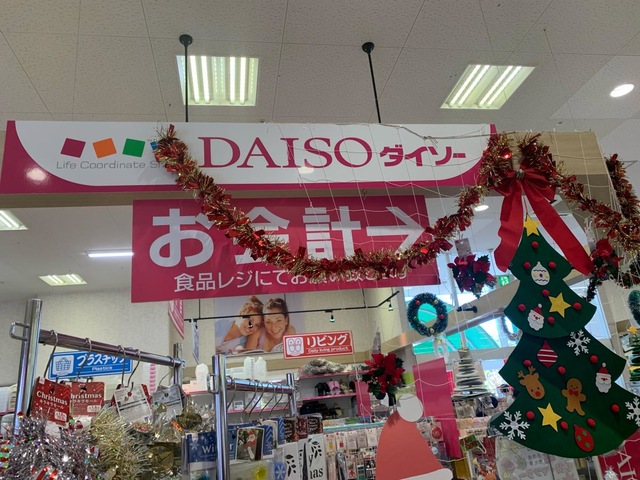 Life Coordinate
DAISO ダイソー
お会計→
食品レジにてお
リビング
Daily living product
プラスチック
Plastics
Christmas
Christmas